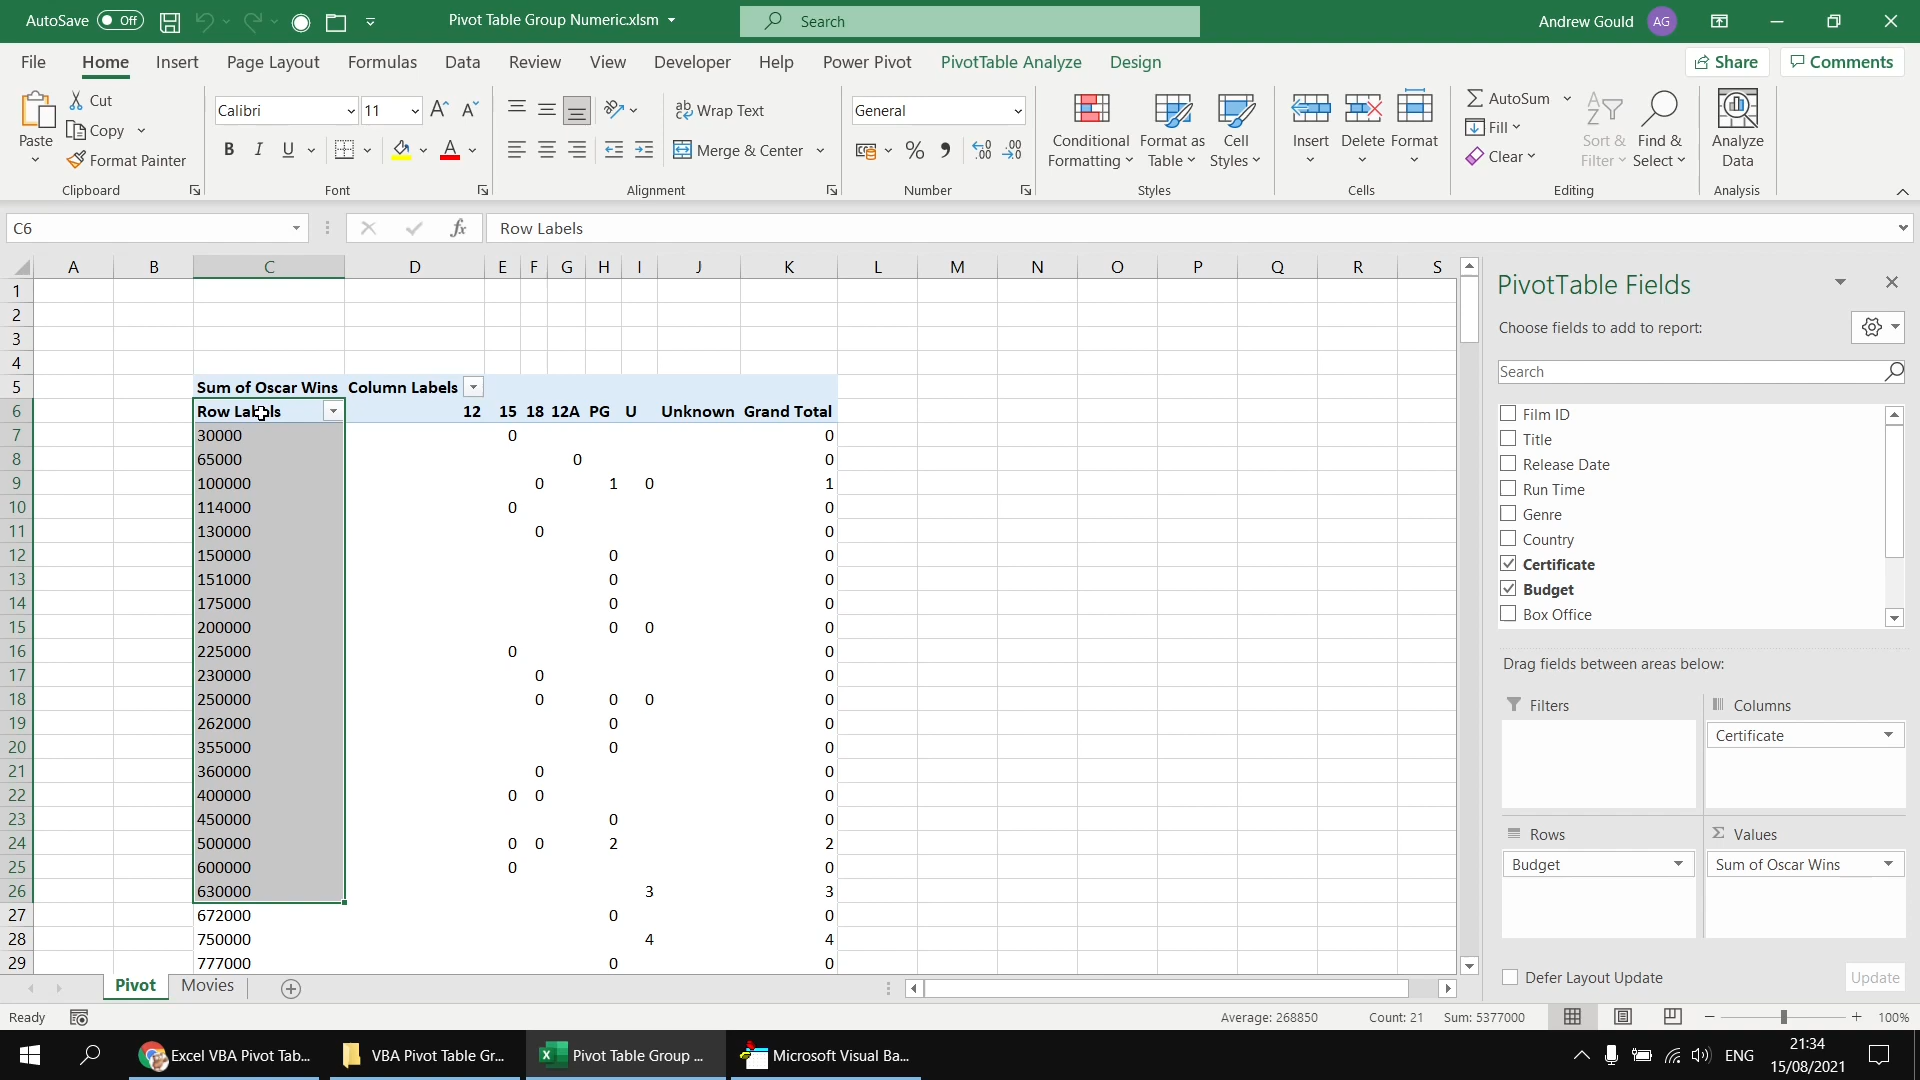 AutoSave Off Pivot Table Group Numeric.xlsm Search Andrew Gould AG
File Home Insert Page Layout Formulas Data Review View Developer Help Power Pivot PivotTable Analyze Design Share Comments
Paste Cut Copy Format Painter Clipboard
Calibri 11 B I U A Font
Wrap Text Merge & Center Alignment
General % Number
Conditional Formatting Format as Table Cell Styles Styles
Insert Delete Format Cells
AutoSum Fill Clear Sort & Filter Find & Select Editing
Analyze Data Analysis
C6 fx Row Labels
A B C D E F G H I J K L M N O P Q R S
1
2
3
4
5 Sum of Oscar Wins Column Labels
6 Row Labels 12 15 18 12A PG U Unknown Grand Total
7 30000 0 0
8 65000 0 0
9 100000 0 1 0 1
10 114000 0 0
11 130000 0 0
12 150000 0 0
13 151000 0 0
14 175000 0 0
15 200000 0 0 0
16 225000 0 0
17 230000 0 0
18 250000 0 0 0 0
19 262000 0 0
20 355000 0 0
21 360000 0 0
22 400000 0 0 0
23 450000 0 0
24 500000 0 0 2 2
25 600000 0 0
26 630000 3 3
27 672000 0 0
28 750000 4 4
29 777000 0 0
Pivot Movies
Ready Average: 268850 Count: 21 Sum: 5377000 100%
PivotTable Fields
Choose fields to add to report:
Search
Film ID
Title
Release Date
Run Time
Genre
Country
Certificate
Budget
Box Office
Drag fields between areas below:
Filters Columns
Certificate
Rows Σ Values
Budget Sum of Oscar Wins
Defer Layout Update Update
Excel VBA Pivot Tab... VBA Pivot Table Gr... Pivot Table Group ... Microsoft Visual Ba... ENG 21:34
15/08/2021